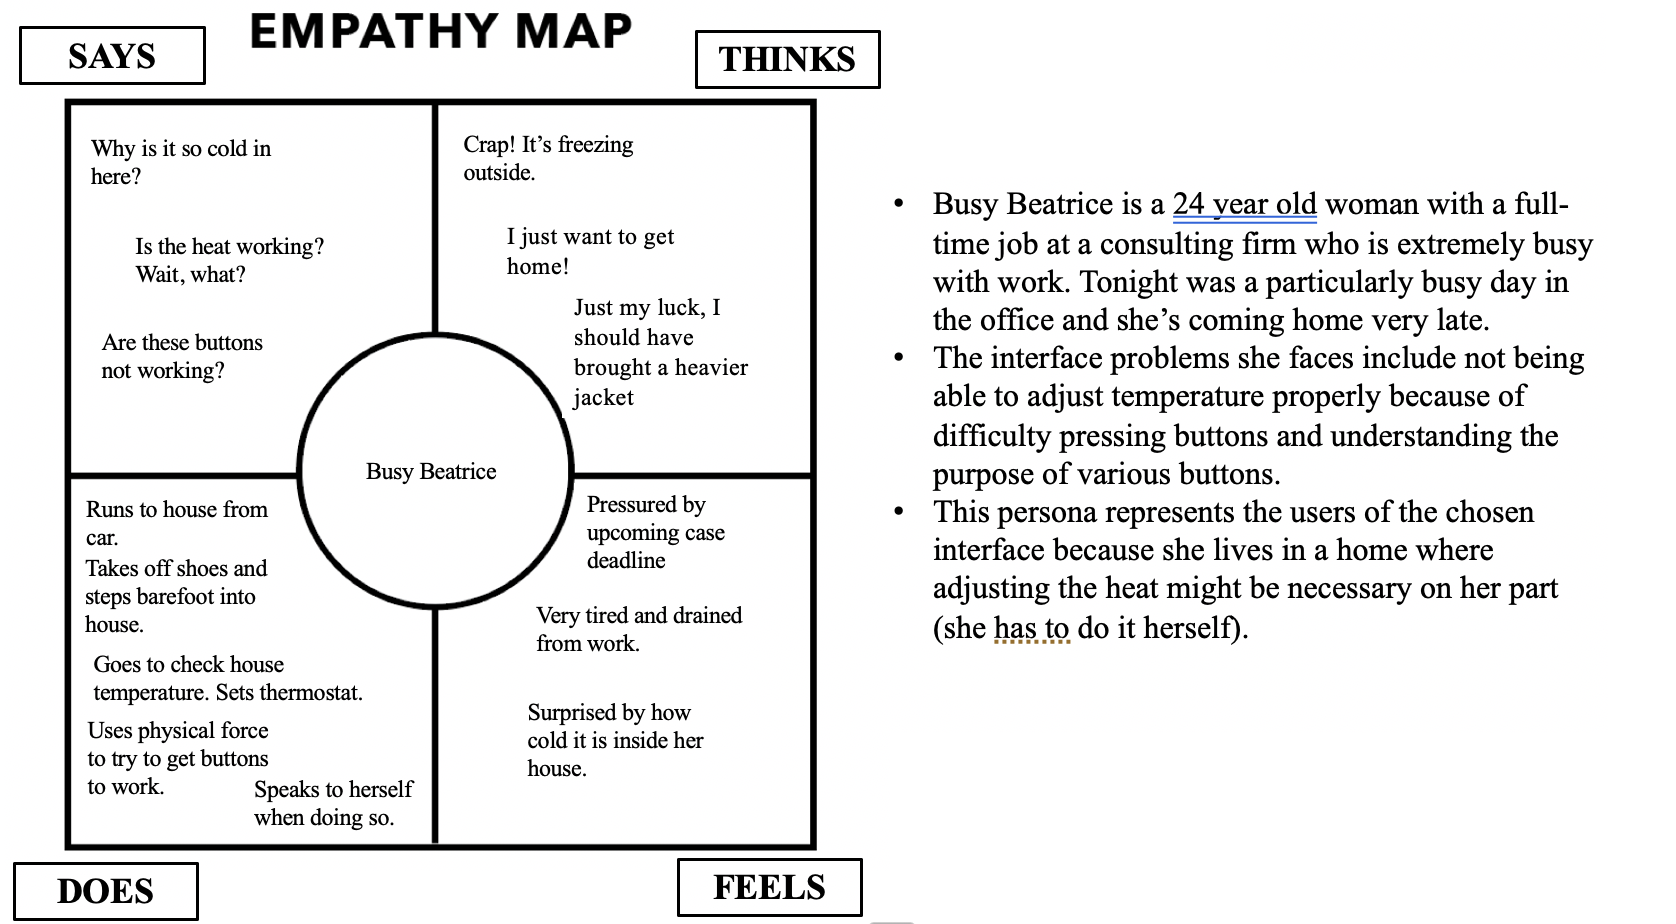 EMPATHY MAP
SAYS
THINKS
Why is it so cold in
here?
Is the heat working?
Wait, what?
Are these buttons
not working?
Crap! It’s freezing
outside.
I just want to get
home!
Just my luck, I
should have
brought a heavier
jacket
Busy Beatrice
Runs to house from
car.
Takes off shoes and
steps barefoot into
house.
Goes to check house
temperature. Sets thermostat.
Uses physical force
to try to get buttons
to work.
Speaks to herself
when doing so.
Pressured by
upcoming case
deadline
Very tired and drained
from work.
Surprised by how
cold it is inside her
house.
DOES
FEELS
• Busy Beatrice is a 24 year old woman with a full-
time job at a consulting firm who is extremely busy
with work. Tonight was a particularly busy day in
the office and she’s coming home very late.
• The interface problems she faces include not being
able to adjust temperature properly because of
difficulty pressing buttons and understanding the
purpose of various buttons.
• This persona represents the users of the chosen
interface because she lives in a home where
adjusting the heat might be necessary on her part
(she has to do it herself).